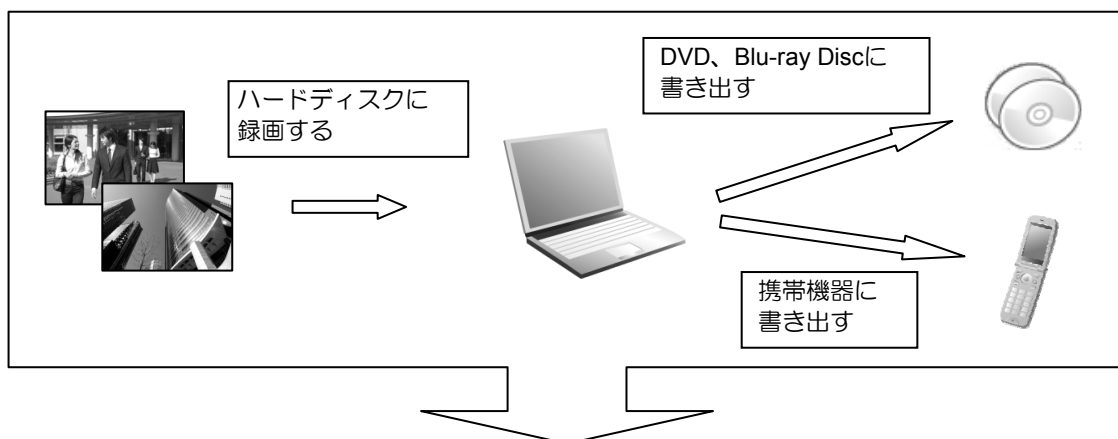 ハードディスクに
録画する
DVD、Blu-ray Discに
書き出す
携帯機器に
書き出す